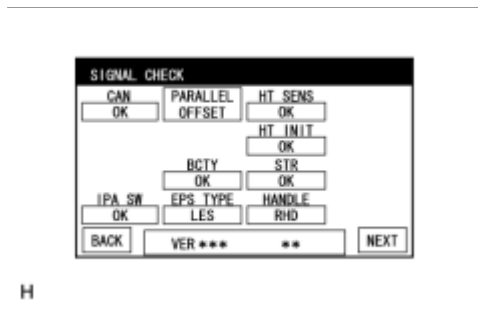 SIGNAL CHECK
CAN PARALLEL HT SENS
OK OFFSET OK
HT INIT
OK
BCTY STR
OK OK
IPA SW EPS TYPE HANDLE
OK LES RHD
BACK VER*** ** NEXT
H